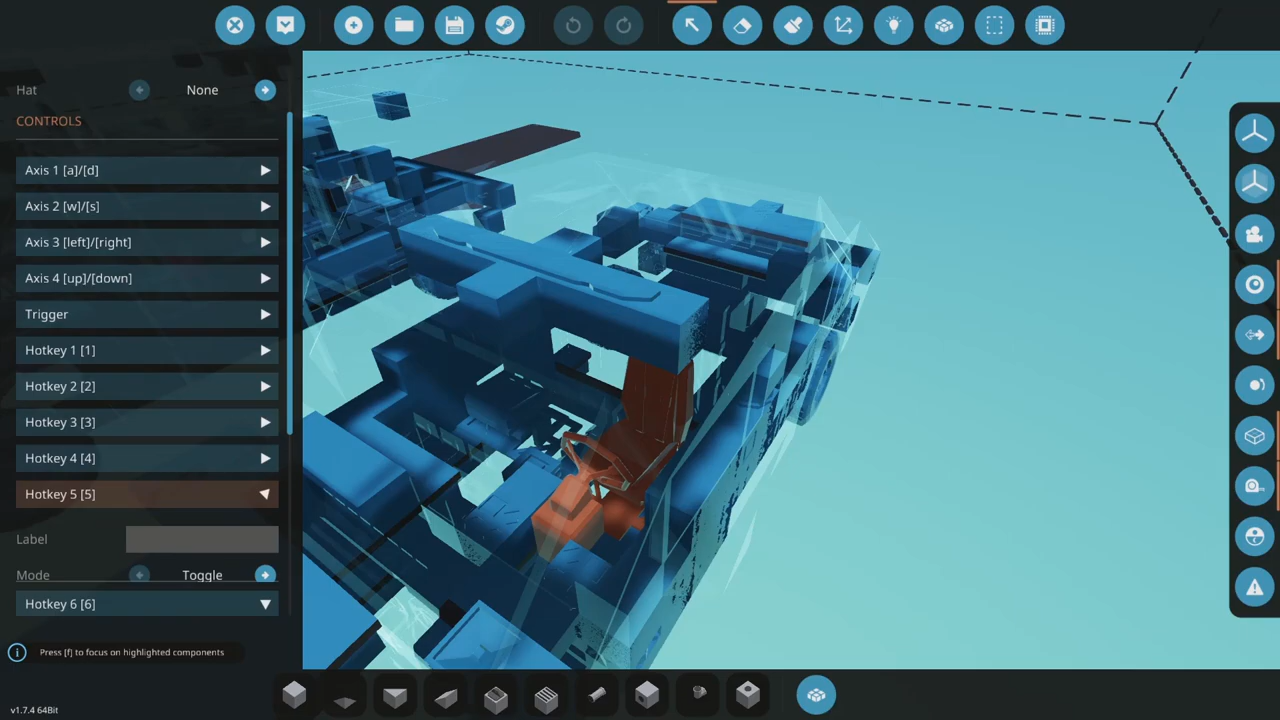 Hat
None
CONTROLS
Axis 1 [a]/[d]
Axis 2 [w]/[s]
Axis 3 [left]/[right]
Axis 4 [up]/[down]
Trigger
Hotkey 1 [1]
Hotkey 2 [2]
Hotkey 3 [3]
Hotkey 4 [4]
Hotkey 5 [5]
Label
Mode
Toggle
Hotkey 6 [6]
Press [f] to focus on highlighted components
v1.7.4 64Bit